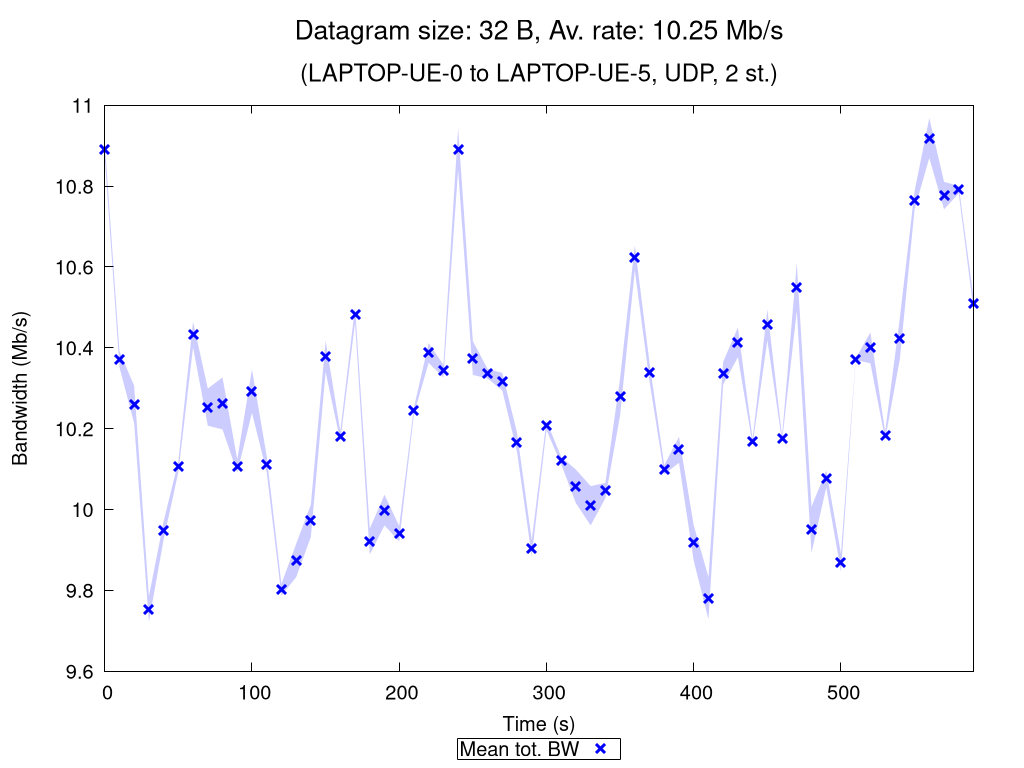 Datagram size: 32 B, Av. rate: 10.25 Mb/s
(LAPTOP-UE-0 to LAPTOP-UE-5, UDP, 2 st.)
11
10.8
10.6
10.4
10.2
10
9.8
9.6
Bandwidth (Mb/s)
0 100 200 300 400 500
Time (s)
Mean tot. BW